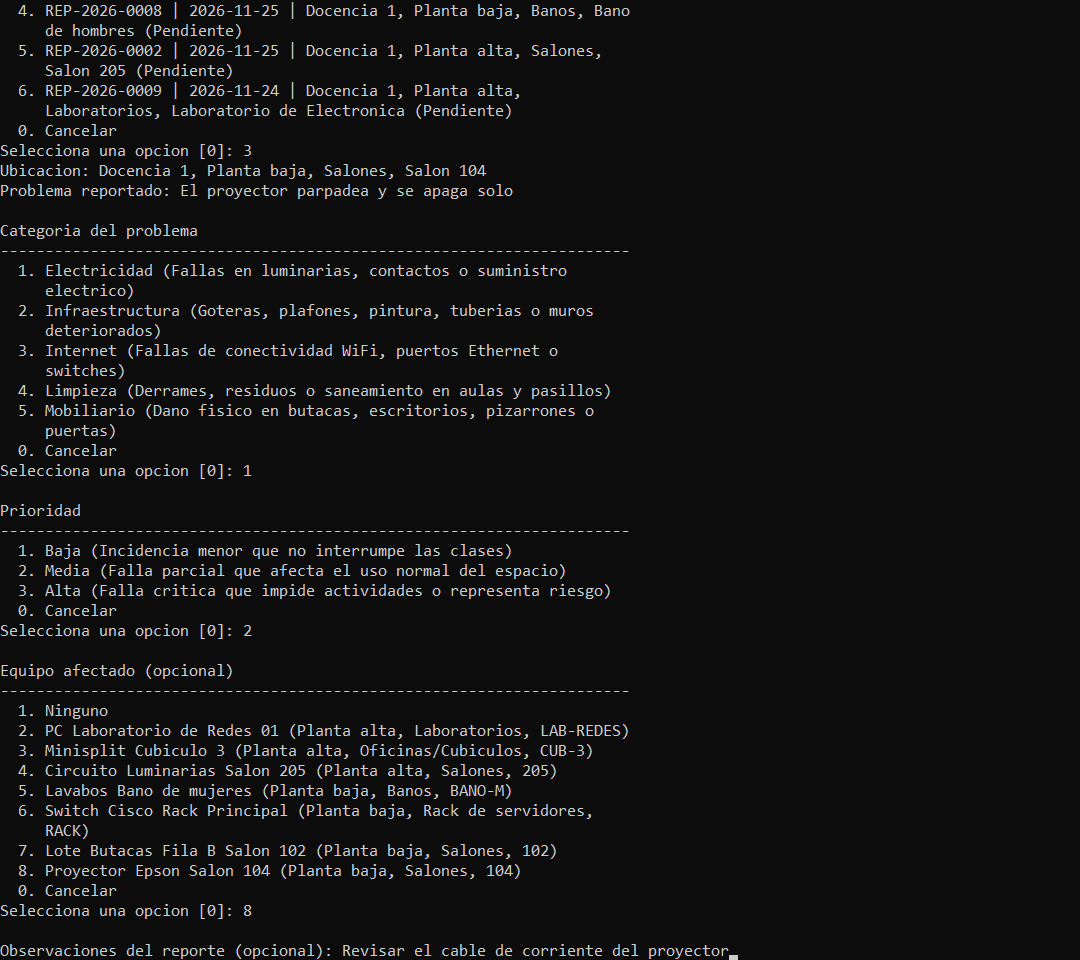 4. REP-2026-0008 | 2026-11-25 | Docencia 1, Planta baja, Banos, Bano
de hombres (Pendiente)
5. REP-2026-0002 | 2026-11-25 | Docencia 1, Planta alta, Salones,
Salon 205 (Pendiente)
6. REP-2026-0009 | 2026-11-24 | Docencia 1, Planta alta,
Laboratorios, Laboratorio de Electronica (Pendiente)
0. Cancelar
Selecciona una opcion [0]: 3
Ubicacion: Docencia 1, Planta baja, Salones, Salon 104
Problema reportado: El proyector parpadea y se apaga solo
Categoria del problema
----------------------------------------------------------------------
1. Electricidad (Fallas en luminarias, contactos o suministro
electrico)
2. Infraestructura (Goteras, plafones, pintura, tuberias o muros
deteriorados)
3. Internet (Fallas de conectividad WiFi, puertos Ethernet o
switches)
4. Limpieza (Derrames, residuos o saneamiento en aulas y pasillos)
5. Mobiliario (Dano fisico en butacas, escritorios, pizarrones o
puertas)
0. Cancelar
Selecciona una opcion [0]: 1
Prioridad
----------------------------------------------------------------------
1. Baja (Incidencia menor que no interrumpe las clases)
2. Media (Falla parcial que afecta el uso normal del espacio)
3. Alta (Falla critica que impide actividades o representa riesgo)
0. Cancelar
Selecciona una opcion [0]: 2
Equipo afectado (opcional)
----------------------------------------------------------------------
1. Ninguno
2. PC Laboratorio de Redes 01 (Planta alta, Laboratorios, LAB-REDES)
3. Minisplit Cubiculo 3 (Planta alta, Oficinas/Cubiculos, CUB-3)
4. Circuito Luminarias Salon 205 (Planta alta, Salones, 205)
5. Lavabos Bano de mujeres (Planta baja, Banos, BANO-M)
6. Switch Cisco Rack Principal (Planta baja, Rack de servidores,
RACK)
7. Lote Butacas Fila B Salon 102 (Planta baja, Salones, 102)
8. Proyector Epson Salon 104 (Planta baja, Salones, 104)
0. Cancelar
Selecciona una opcion [0]: 8
Observaciones del reporte (opcional): Revisar el cable de corriente del proyector